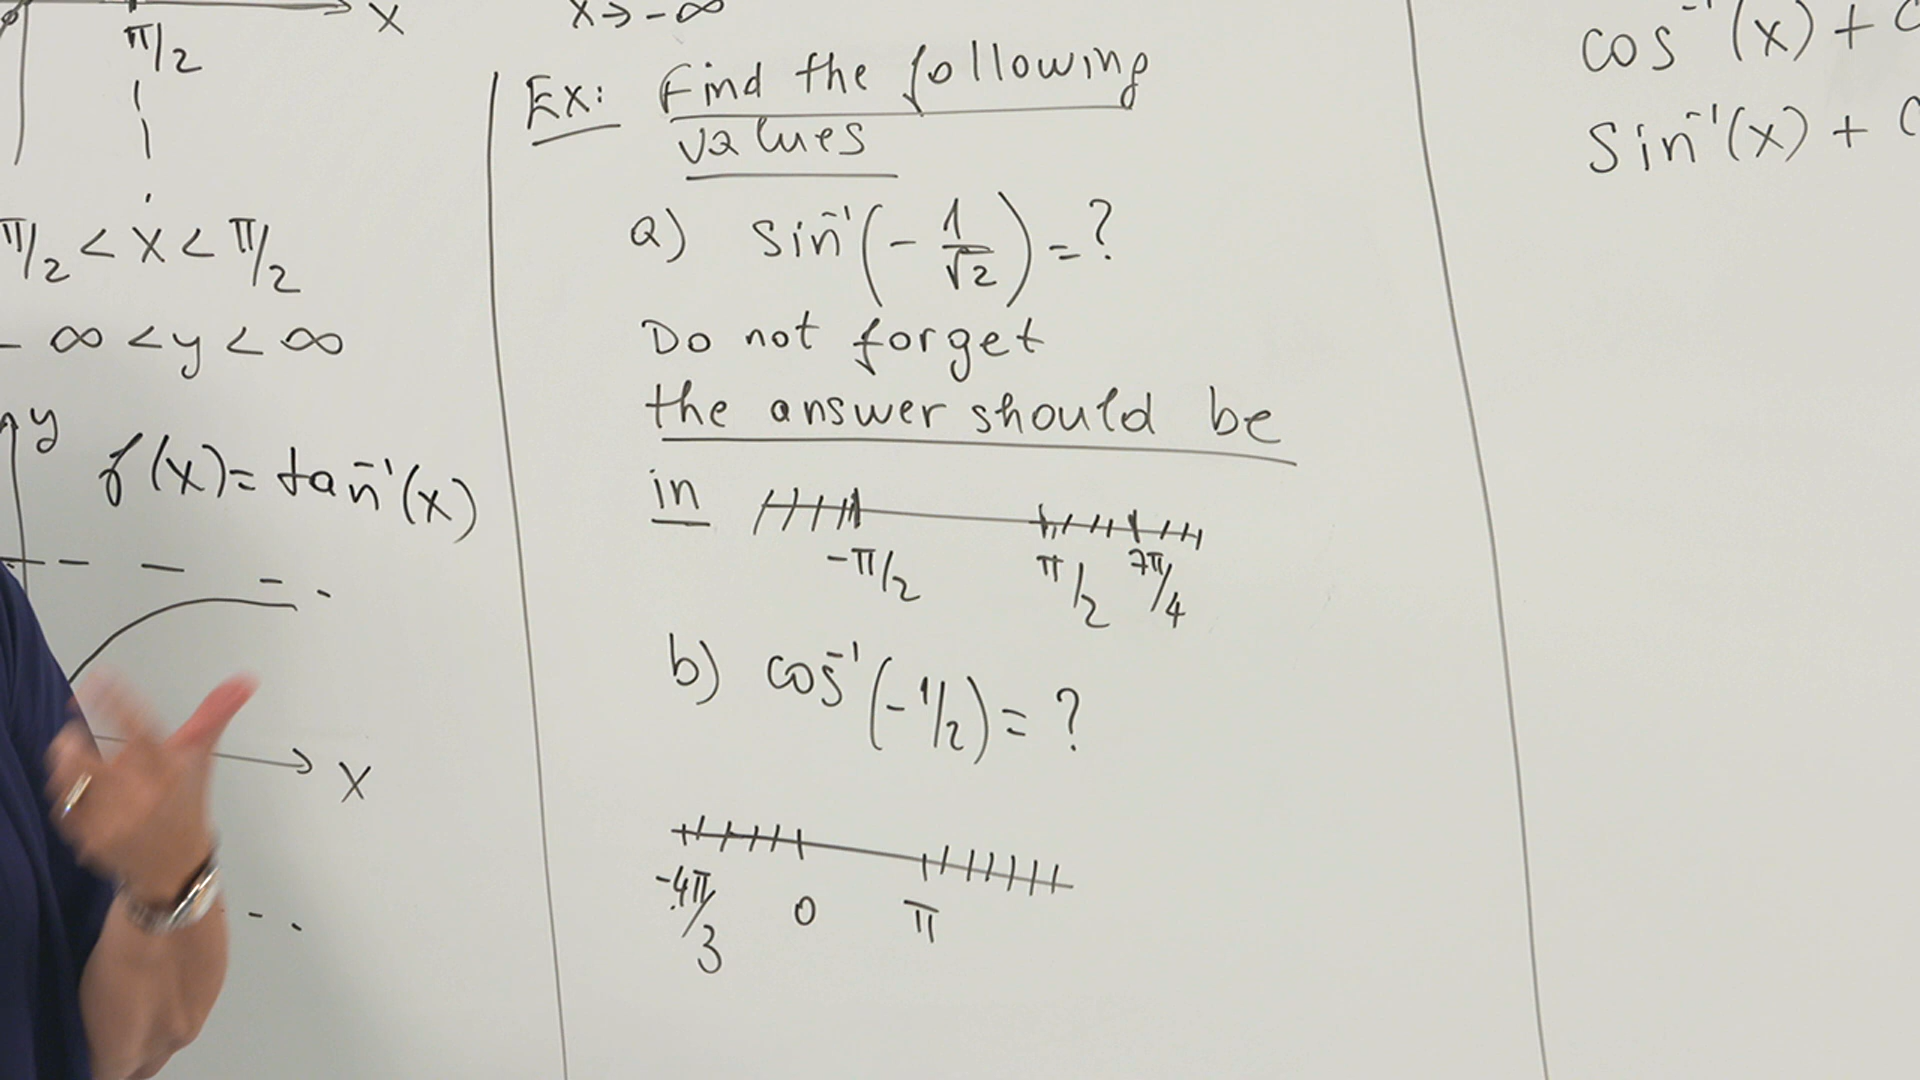 x
π/2
π/2 < x < π/2
- ∞ < y < ∞
y
f(x) = tan⁻¹(x)
x
x → -∞
Ex: Find the following
values
a) sin⁻¹(-1/√2) = ?
Do not forget
the answer should be
in
-π/2 π/2 7π/4
b) cos⁻¹(-1/2) = ?
-4π/3 0 π
cos⁻¹(x) +
sin⁻¹(x) +